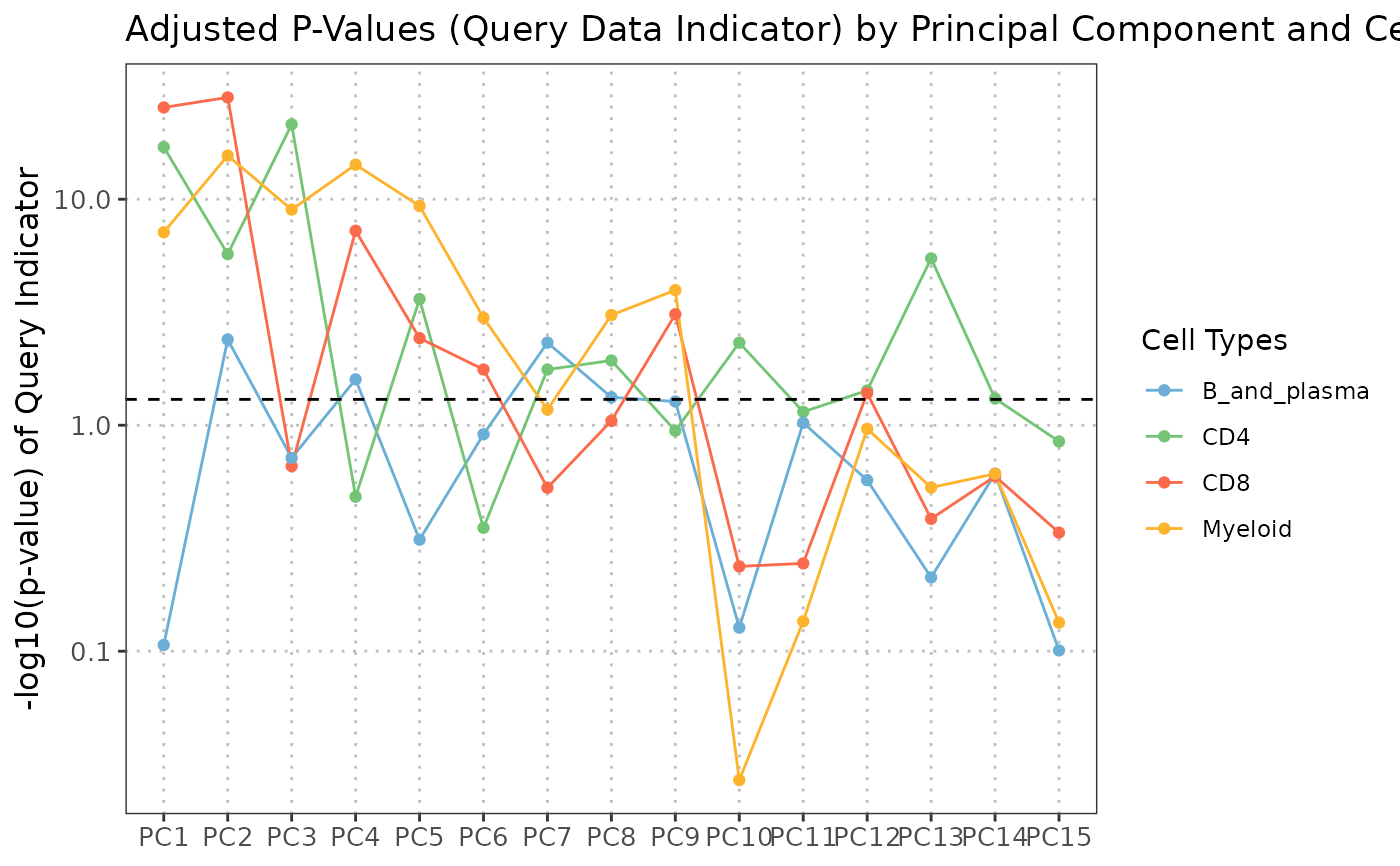 Adjusted P-Values (Query Data Indicator) by Principal Component and Ce
-log10(p-value) of Query Indicator
10.0
1.0
0.1
PC1 PC2 PC3 PC4 PC5 PC6 PC7 PC8 PC9 PC10 PC11 PC12 PC13 PC14 PC15
Cell Types
B_and_plasma
CD4
CD8
Myeloid